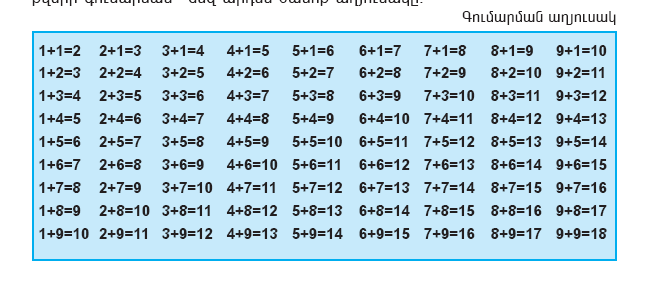 թվերի գումարման մեզ արդեն ծանոթ աղյուսակը:
Գումարման աղյուսակ
1+1=2 2+1=3 3+1=4 4+1=5 5+1=6 6+1=7 7+1=8 8+1=9 9+1=10
1+2=3 2+2=4 3+2=5 4+2=6 5+2=7 6+2=8 7+2=9 8+2=10 9+2=11
1+3=4 2+3=5 3+3=6 4+3=7 5+3=8 6+3=9 7+3=10 8+3=11 9+3=12
1+4=5 2+4=6 3+4=7 4+4=8 5+4=9 6+4=10 7+4=11 8+4=12 9+4=13
1+5=6 2+5=7 3+5=8 4+5=9 5+5=10 6+5=11 7+5=12 8+5=13 9+5=14
1+6=7 2+6=8 3+6=9 4+6=10 5+6=11 6+6=12 7+6=13 8+6=14 9+6=15
1+7=8 2+7=9 3+7=10 4+7=11 5+7=12 6+7=13 7+7=14 8+7=15 9+7=16
1+8=9 2+8=10 3+8=11 4+8=12 5+8=13 6+8=14 7+8=15 8+8=16 9+8=17
1+9=10 2+9=11 3+9=12 4+9=13 5+9=14 6+9=15 7+9=16 8+9=17 9+9=18